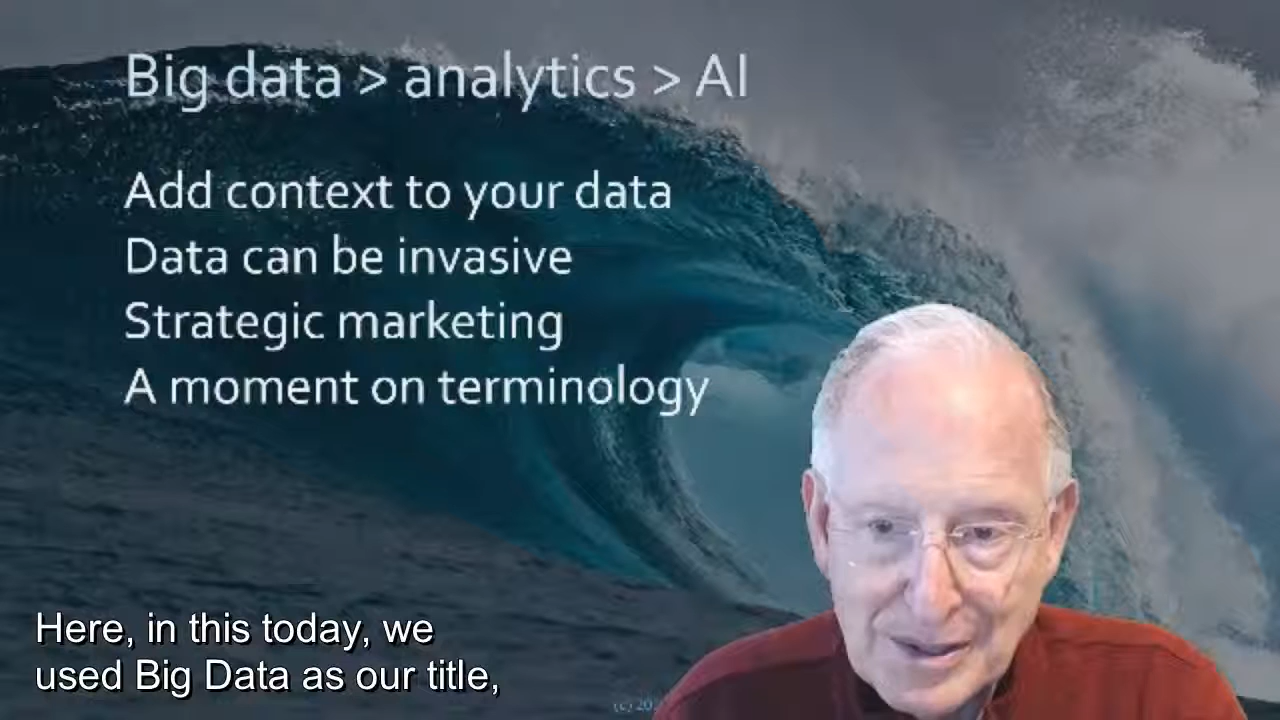 Big data > analytics > AI
Add context to your data
Data can be invasive
Strategic marketing
A moment on terminology
Here, in this today, we
used Big Data as our title,
(c)